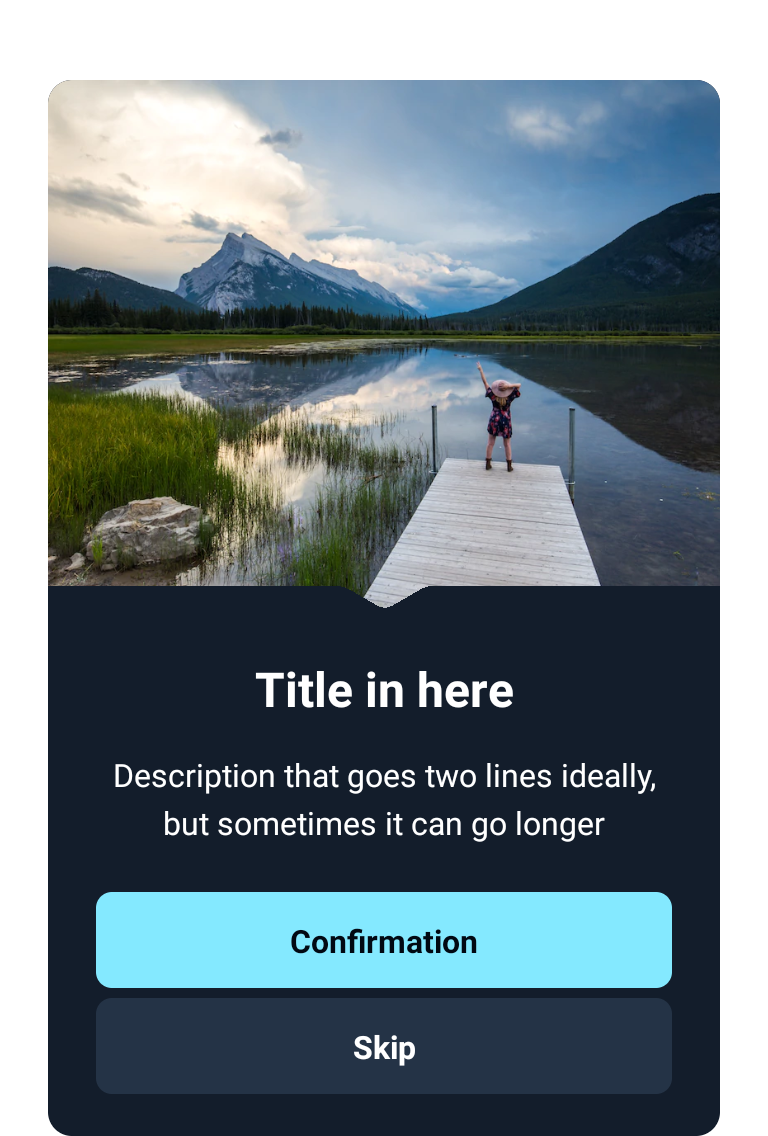 Title in here
Description that goes two lines ideally,
but sometimes it can go longer
Confirmation
Skip